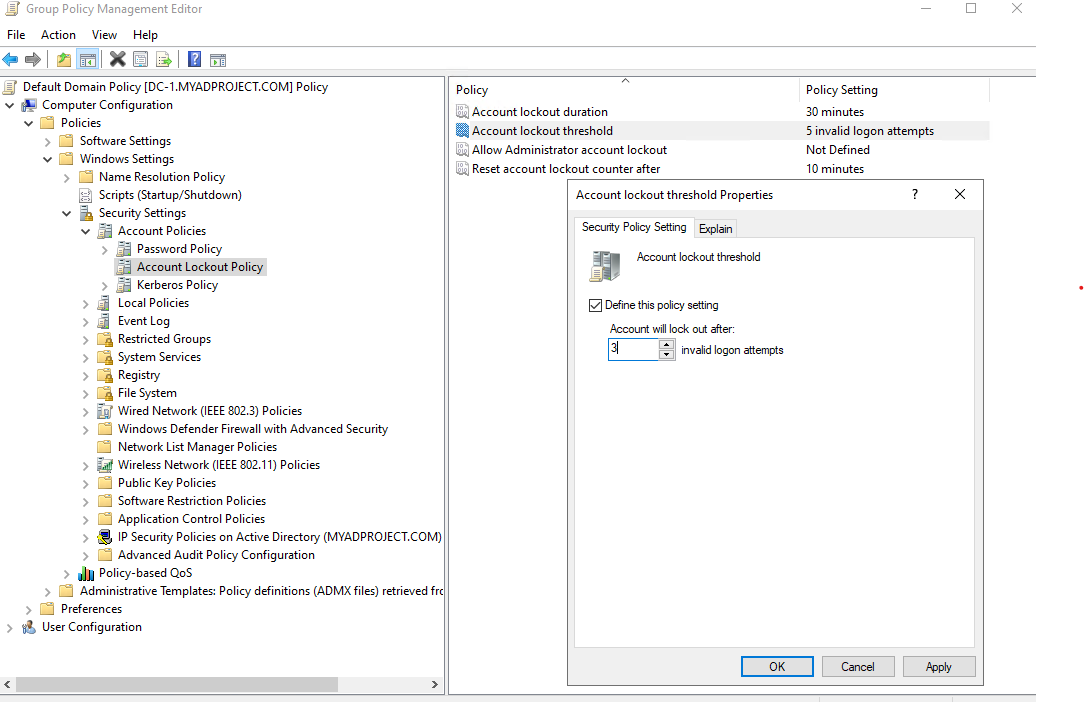 Group Policy Management Editor
File Action View Help
Default Domain Policy [DC-1.MYADPROJECT.COM] Policy
Computer Configuration
Policies
Software Settings
Windows Settings
Name Resolution Policy
Scripts (Startup/Shutdown)
Security Settings
Account Policies
Password Policy
Account Lockout Policy
Kerberos Policy
Local Policies
Event Log
Restricted Groups
System Services
Registry
File System
Wired Network (IEEE 802.3) Policies
Windows Defender Firewall with Advanced Security
Network List Manager Policies
Wireless Network (IEEE 802.11) Policies
Public Key Policies
Software Restriction Policies
Application Control Policies
IP Security Policies on Active Directory (MYADPROJECT.COM)
Advanced Audit Policy Configuration
Policy-based QoS
Administrative Templates: Policy definitions (ADMX files) retrieved
Preferences
User Configuration
Policy Policy Setting
Account lockout duration 30 minutes
Account lockout threshold 5 invalid logon attempts
Allow Administrator account lockout Not Defined
Reset account lockout counter after 10 minutes
Account lockout threshold Properties ?
Security Policy Setting Explain
Account lockout threshold
Define this policy setting
Account will lock out after:
3 invalid logon attempts
OK Cancel Apply